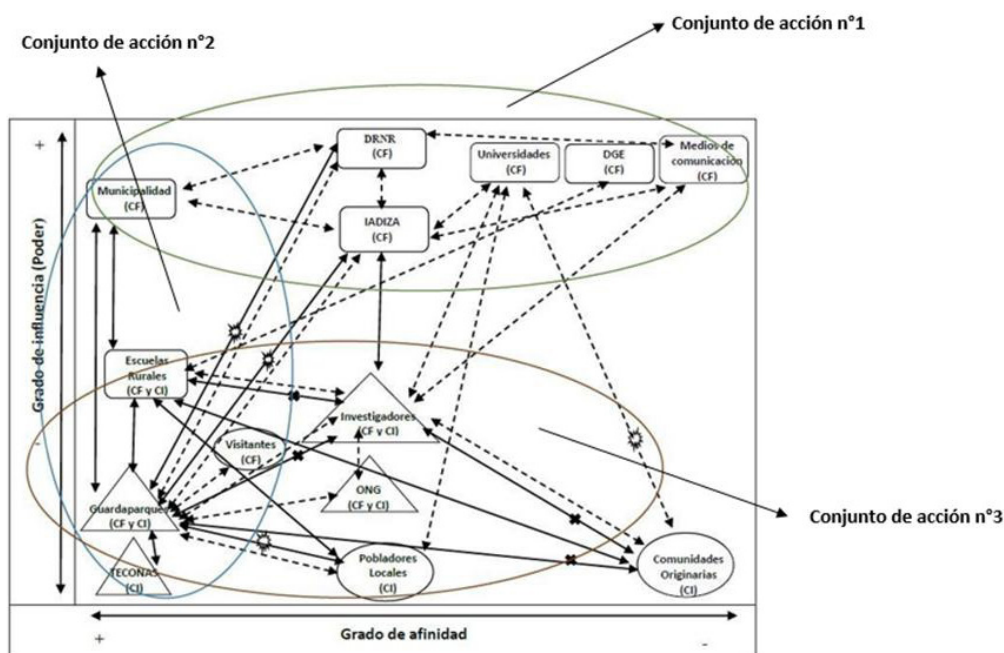 Conjunto de acción n°1
Conjunto de acción n°2
+
DRNR
(CF)
Universidades
(CF)
DGE
(CF)
Medios de
comunicación
(CF)
Municipalidad
(CF)
IADIZA
(CF)
Grado de influencia (Poder)
Escuelas
Rurales
(CF y CI)
Investigadores
(CF y CI)
Visitantes
(CF)
-
ONG
(CF y CI)
Guardaparques
(CF y CI)
Conjunto de acción n°3
Pobladores
Locales
(CI)
Comunidades
Originarias
(CI)
TECONAS
(CI)
+
Grado de afinidad
-